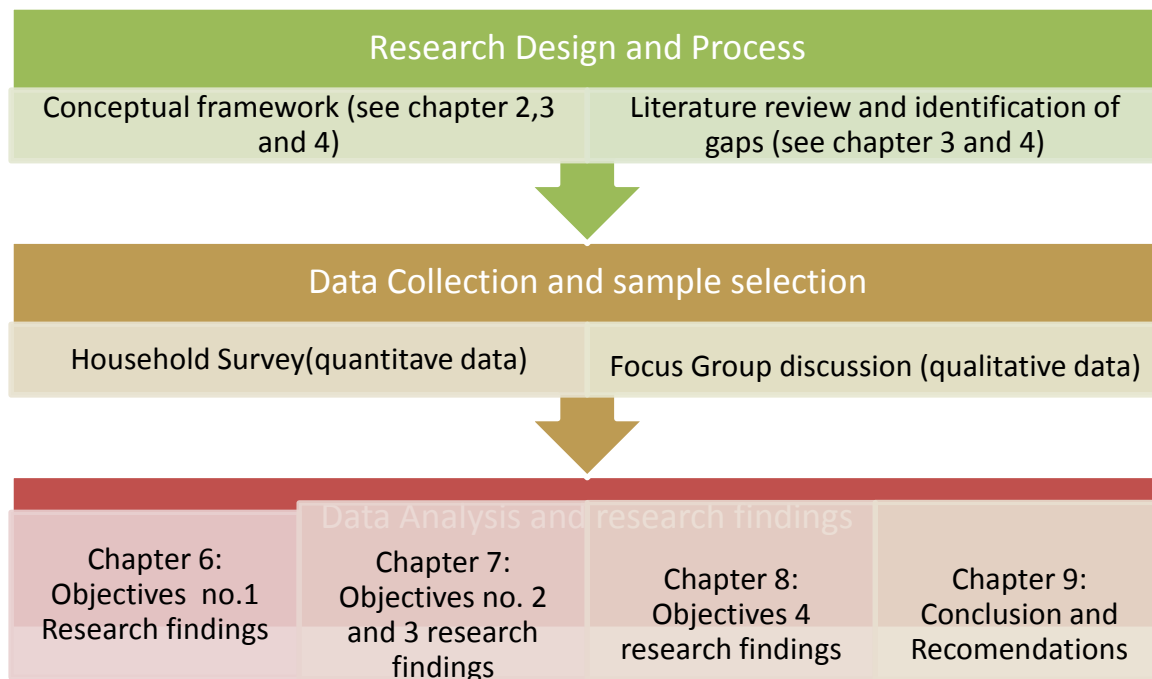 Research Design and Process
Conceptual framework (see chapter 2,3
and 4)
Literature review and identification of
gaps (see chapter 3 and 4)
Data Collection and sample selection
Household Survey(quantitave data)
Focus Group discussion (qualitative data)
Data Analysis and research findings
Chapter 6:
Objectives no.1
Research findings
Chapter 7:
Objectives no. 2
and 3 research
findings
Chapter 8:
Objectives 4
research findings
Chapter 9:
Conclusion and
Recomendations